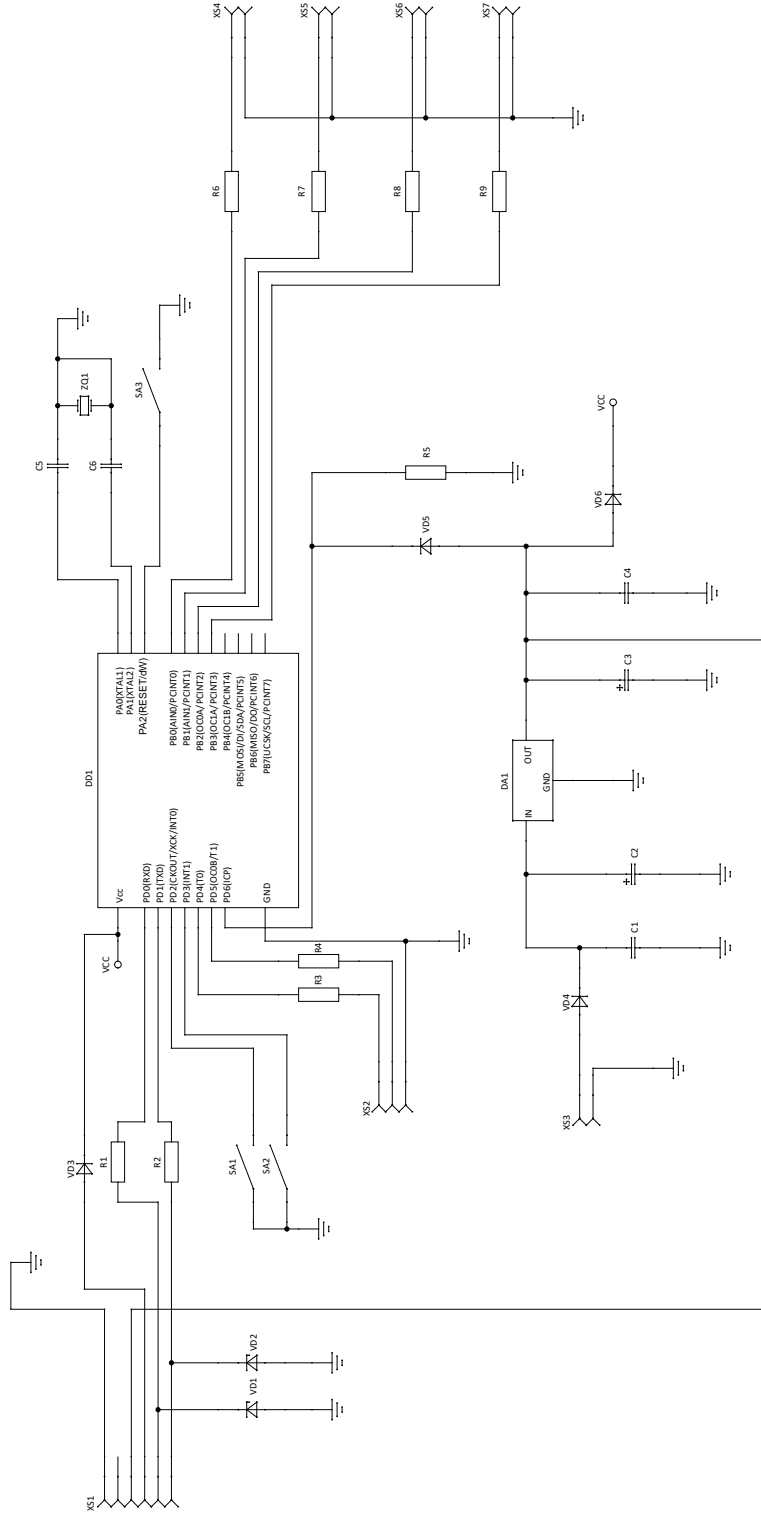 XS4
XS5
XS6
XS7
R6
R7
R8
R9
ZQ1
SA3
C5
C6
R5
VCC
VD6
VD5
C4
C3
DD1
PA0(XTAL1)
PA1(XTAL2)
PA2(RESET/dW)
PB0(AIN0/PCINT0)
PB1(AIN1/PCINT1)
PB2(OC0A/PCINT2)
PB3(OC1A/PCINT3)
PB4(OC1B/PCINT4)
PB5(MOSI/DI/SDA/PCINT5)
PB6(MISO/DO/PCINT6)
PB7(UCSK/SCL/PCINT7)
Vcc
PD0(RXD)
PD1(TXD)
PD2(CKOUT/XCK/INT0)
PD3(INT1)
PD4(T0)
PD5(OC0B/T1)
PD6(ICP)
GND
DA1
OUT
GND
IN
C2
C1
VCC
R4
R3
VD4
XS2
XS3
VD3
R1
R2
SA1
SA2
VD2
VD1
XS1